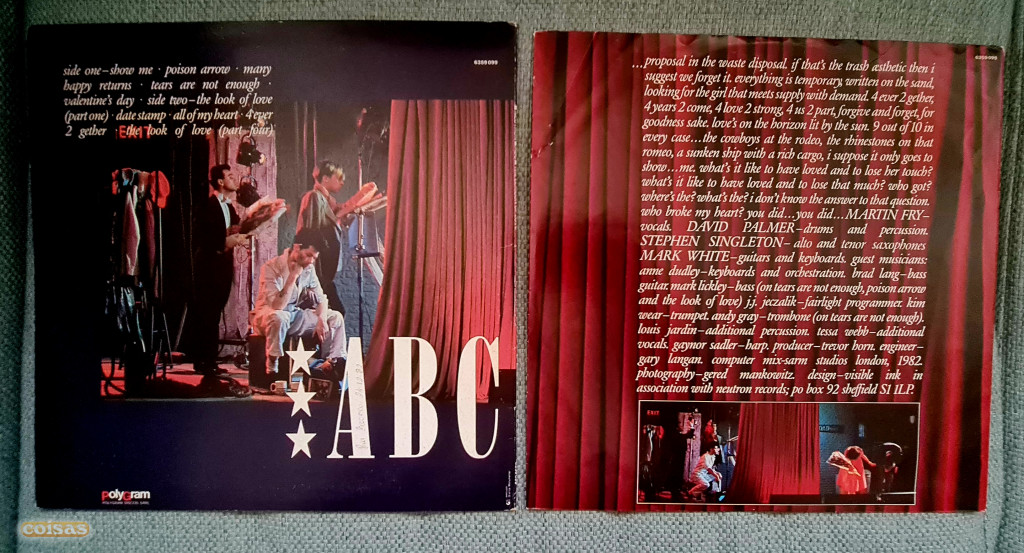 6359 099
side one–show me · poison arrow · many
happy returns · tears are not enough ·
valentine's day · side two–the look of love
(part one) · date stamp · all of my heart · 4 ever
2 gether · the look of love (part four)
EXIT
ABC
polyGram
coisas
6359 099
...proposal in the waste disposal. if that's the trash æsthetic then i
suggest we forget it. everything is temporary, written on the sand,
looking for the girl that meets supply with demand. 4 ever 2 gether,
4 years 2 come, 4 love 2 strong, 4 us 2 part, forgive and forget, for
goodness sake. love's on the horizon lit by the sun. 9 out of 10 in
every case...the cowboys at the rodeo, the rhinestones on that
romeo, a sunken ship with a rich cargo, i suppose it only goes to
show...me. what's it like to have loved and to lose her touch?
what's it like to have loved and to lose that much? who got?
where's the? what's the? i don't know the answer to that question.
who broke my heart? you did...you did...MARTIN FRY–
vocals. DAVID PALMER–drums and percussion.
STEPHEN SINGLETON–alto and tenor saxophones
MARK WHITE–guitars and keyboards. guest musicians:
anne dudley–keyboards and orchestration. brad lang–bass
guitar. mark lickley–bass (on tears are not enough, poison arrow
and the look of love) j.j. jeczalik–fairlight programmer. kim
wear–trumpet. andy gray–trombone (on tears are not enough).
louis jardin–additional percussion. tessa webb–additional
vocals. gaynor sadler–harp. producer–trevor horn. engineer–
gary langan. computer mix-sarm studios london, 1982.
photography–gered mankowitz. design–visible ink in
association with neutron records; po box 92 sheffield S1 1LP.
EXIT